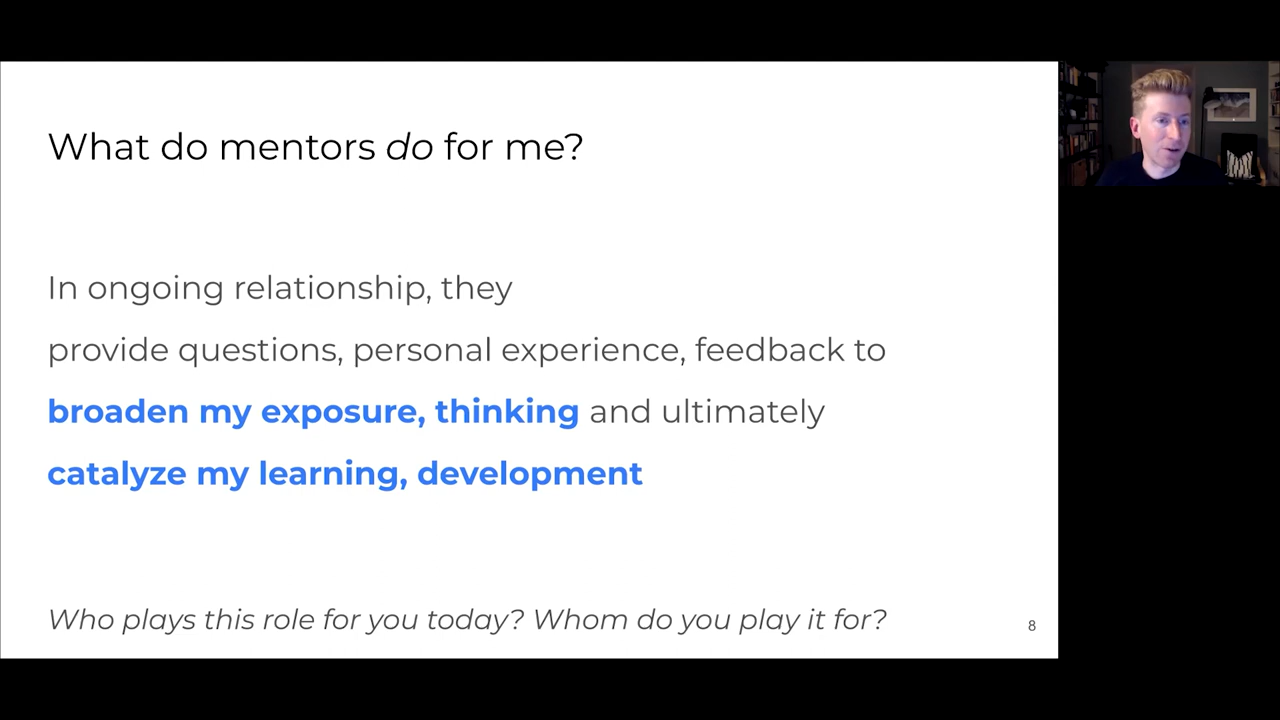 What do mentors do for me?
In ongoing relationship, they
provide questions, personal experience, feedback to
broaden my exposure, thinking and ultimately
catalyze my learning, development
Who plays this role for you today? Whom do you play it for?
8